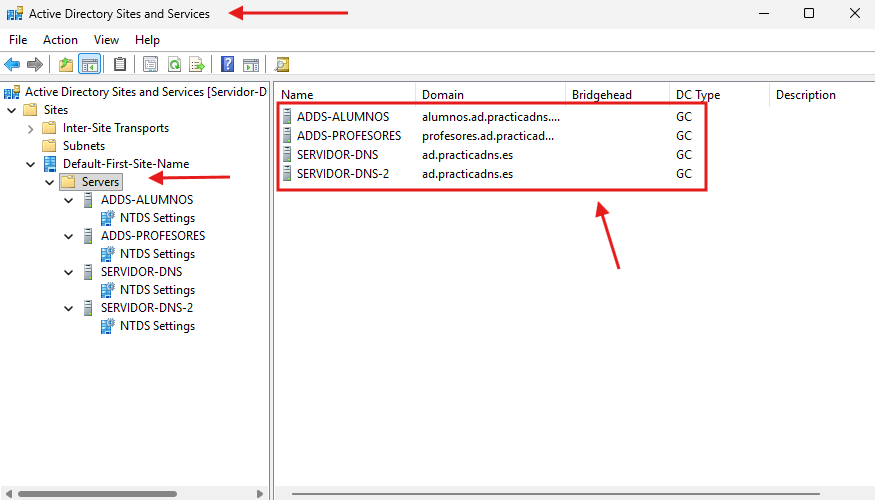 Active Directory Sites and Services
File Action View Help
Active Directory Sites and Services [Servidor-D
Sites
Inter-Site Transports
Subnets
Default-First-Site-Name
Servers
ADDS-ALUMNOS
NTDS Settings
ADDS-PROFESORES
NTDS Settings
SERVIDOR-DNS
NTDS Settings
SERVIDOR-DNS-2
NTDS Settings
Name Domain Bridgehead DC Type Description
ADDS-ALUMNOS alumnos.ad.practicadns.... GC
ADDS-PROFESORES profesores.ad.practicad... GC
SERVIDOR-DNS ad.practicadns.es GC
SERVIDOR-DNS-2 ad.practicadns.es GC